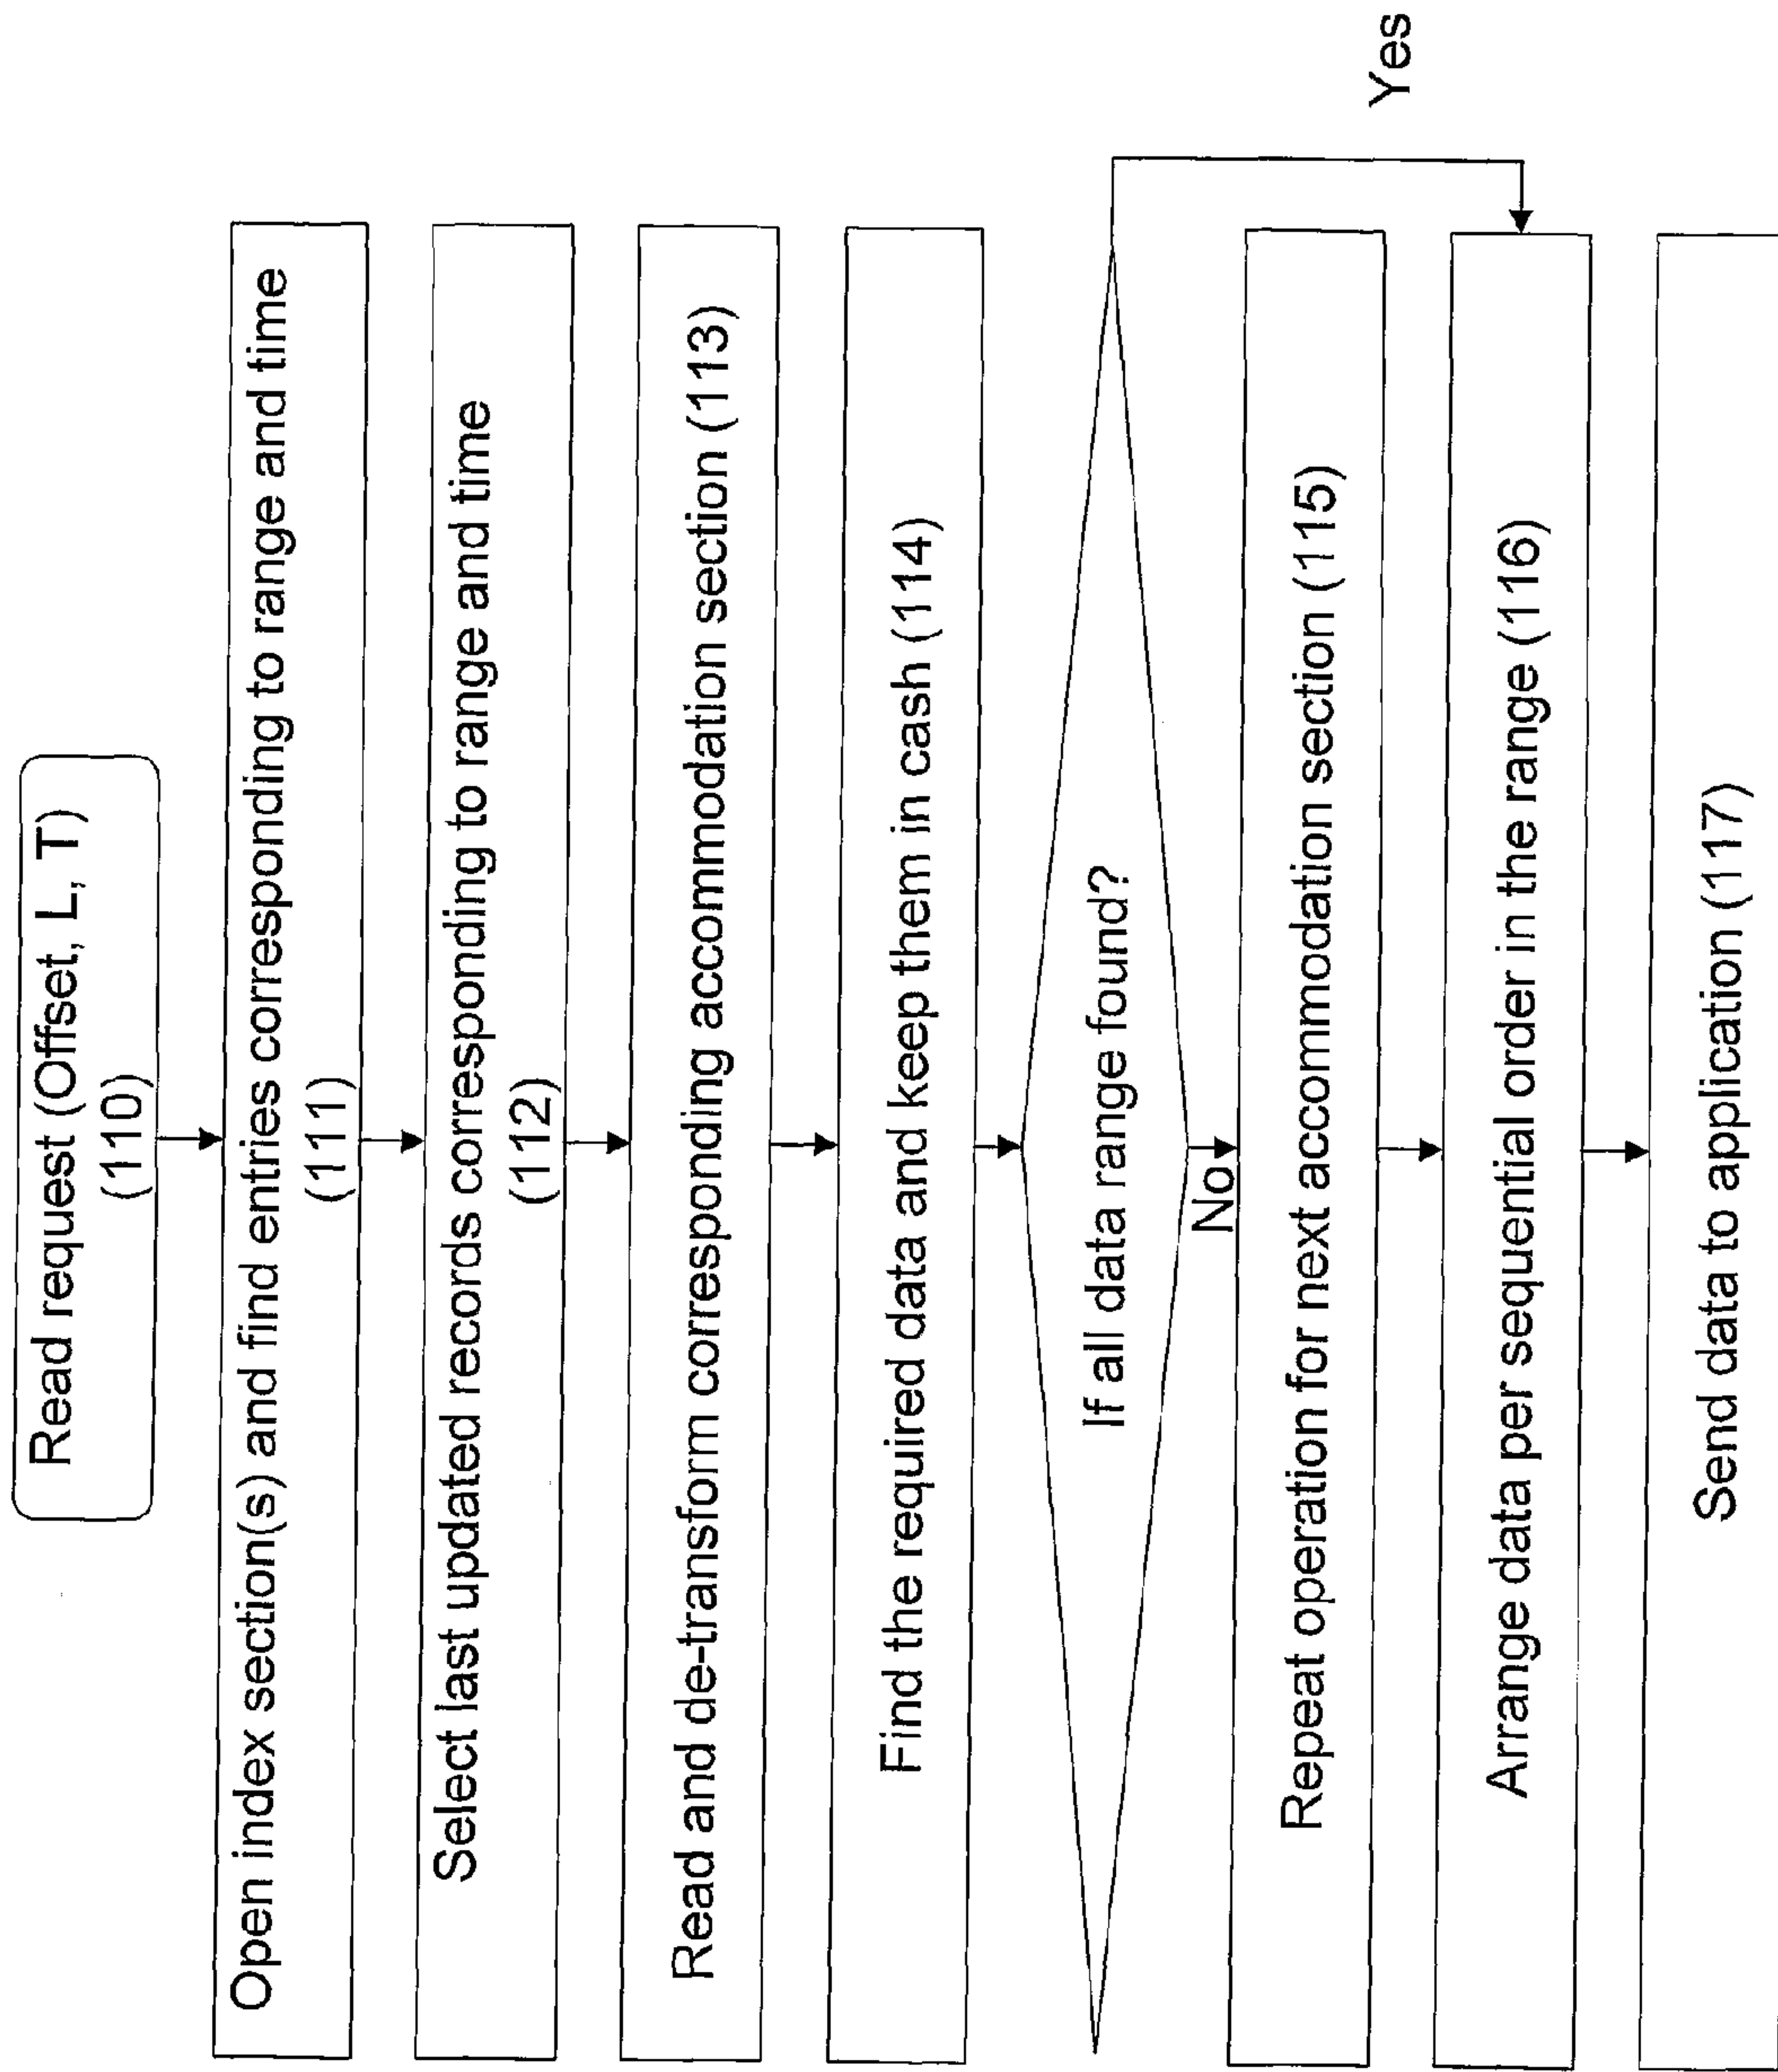 Read request (Offset, L, T)
(110)
Open index section(s) and find entries corresponding to range and time
(111)
Select last updated records corresponding to range and time
(112)
Read and de-transform corresponding accommodation section (113)
Find the required data and keep them in cash (114)
If all data range found?
Yes
No
Repeat operation for next accommodation section (115)
Arrange data per sequential order in the range (116)
Send data to application (117)